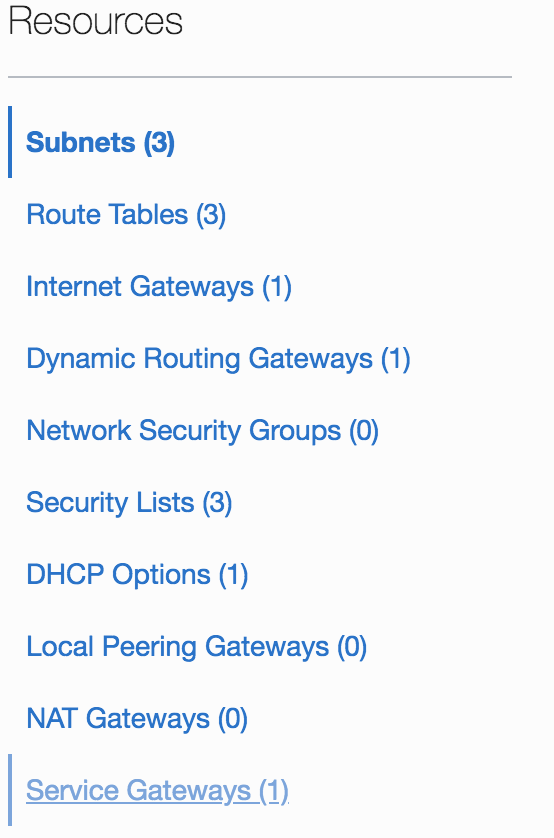 Resources
Subnets (3)
Route Tables (3)
Internet Gateways (1)
Dynamic Routing Gateways (1)
Network Security Groups (0)
Security Lists (3)
DHCP Options (1)
Local Peering Gateways (0)
NAT Gateways (0)
Service Gateways (1)